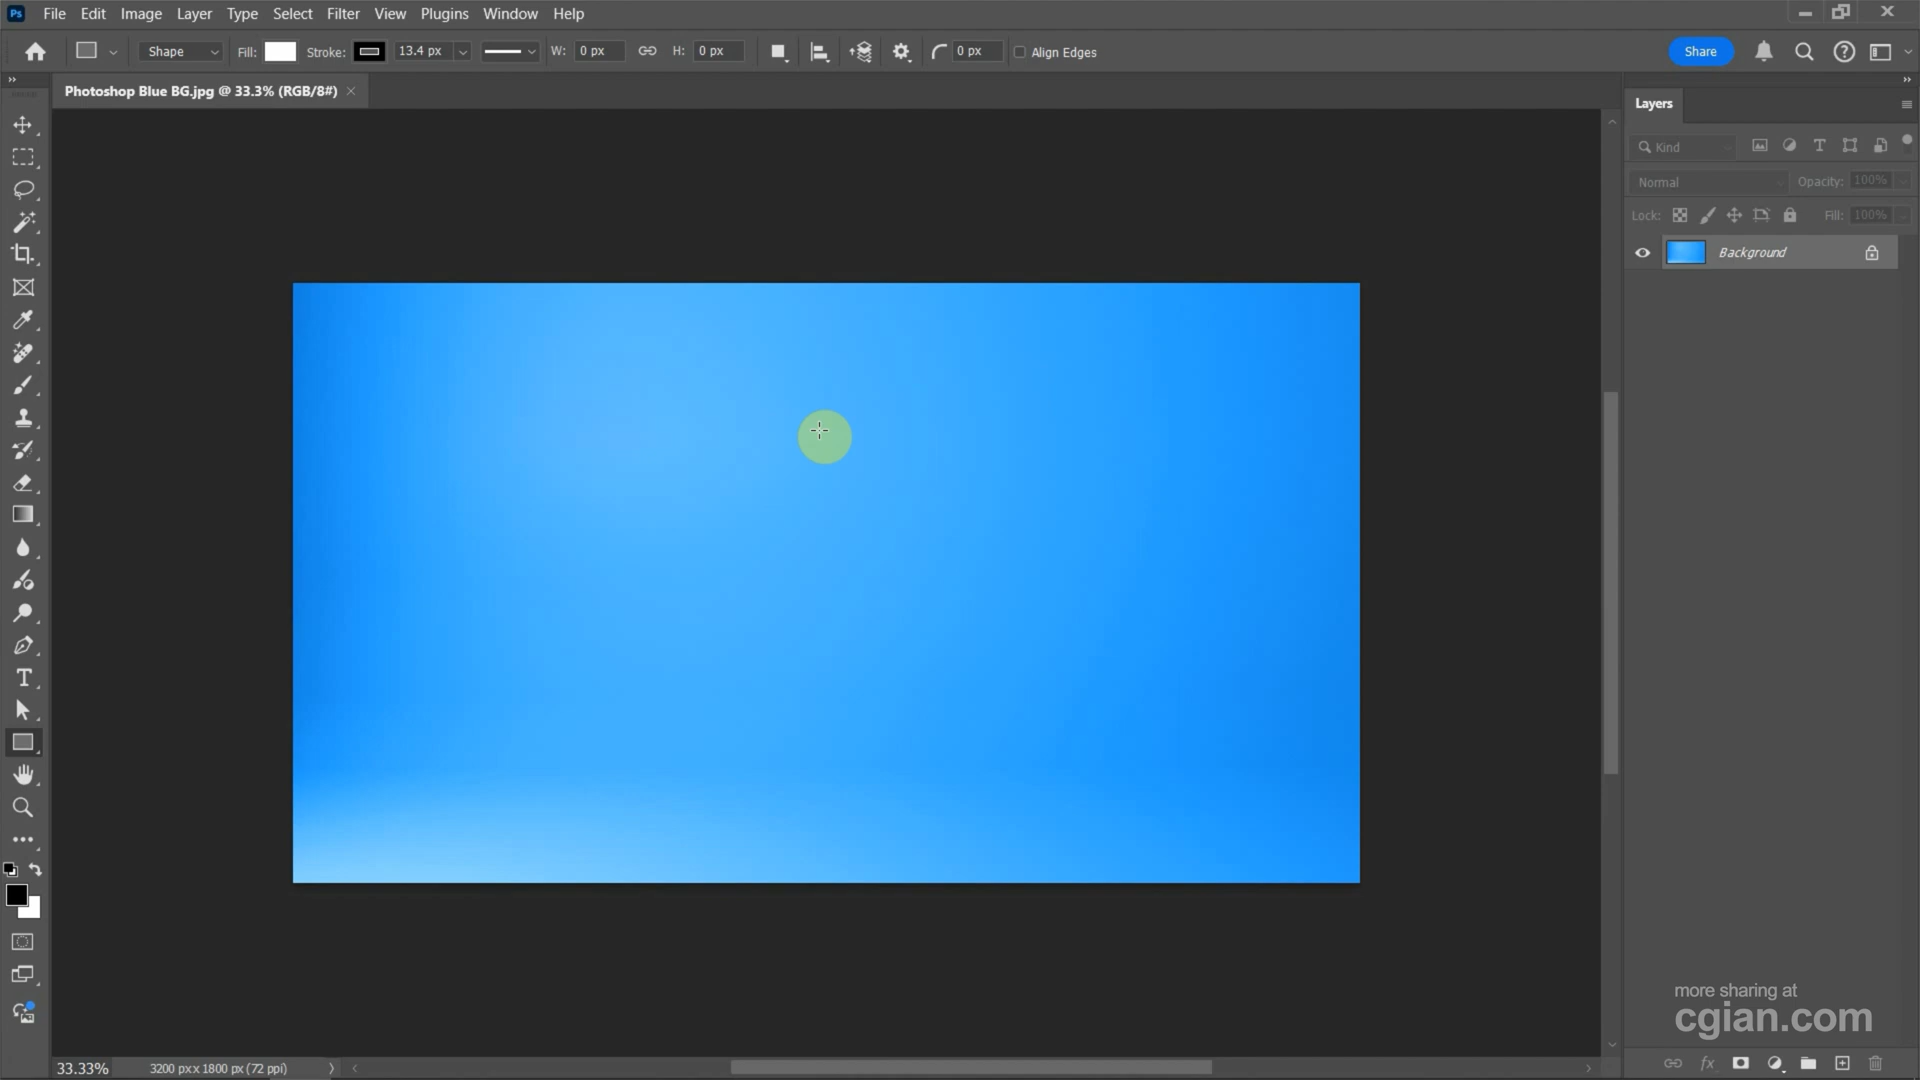 Ps File Edit Image Layer Type Select Filter View Plugins Window Help
Shape Fill: Stroke: 13.4 px W: 0 px H: 0 px 0 px Align Edges Share
Photoshop Blue BG.jpg @ 33.3% (RGB/8#)
Layers
Kind
Normal Opacity: 100%
Lock: Fill: 100%
Background
more sharing at
cgian.com
33.33% 3200 px x 1800 px (72 ppi)